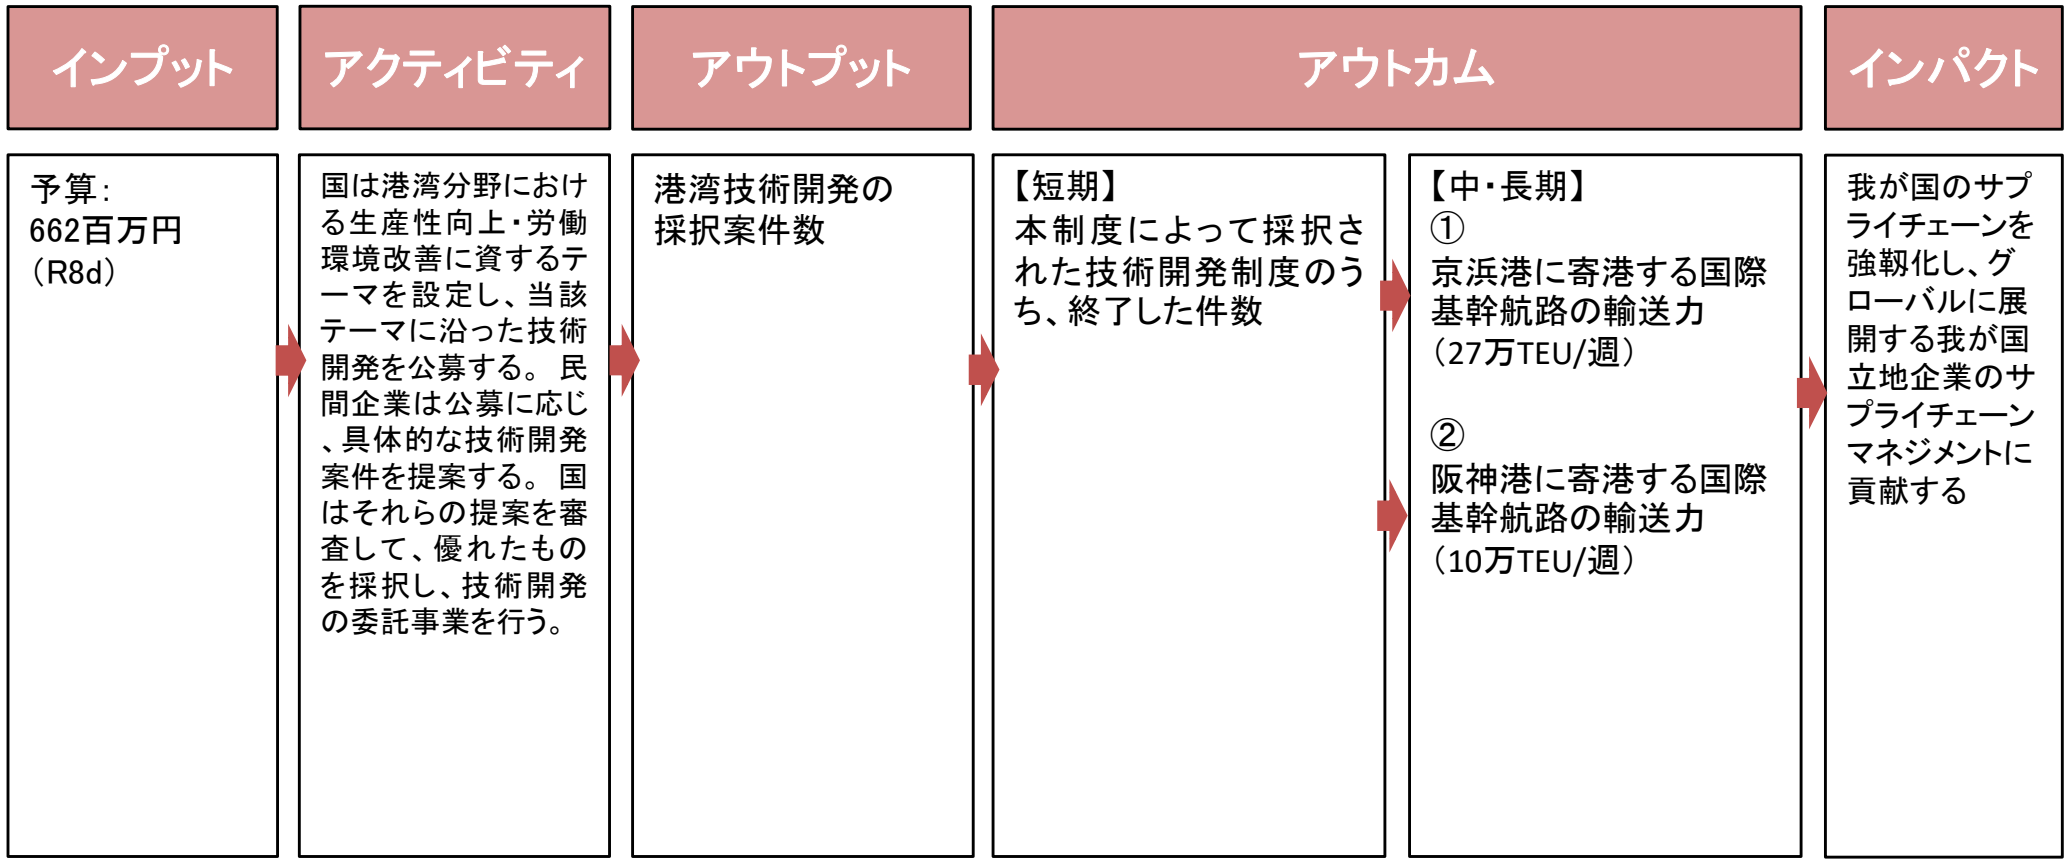 インプット
アクティビティ
アウトプット
アウトカム
インパクト
予算：
662百万円
（R8d）
国は港湾分野におけ
る生産性向上・労働
環境改善に資するテ
ーマを設定し、当該
テーマに沿った技術
開発を公募する。 民
間企業は公募に応じ
、具体的な技術開発
案件を提案する。 国
はそれらの提案を審
査して、優れたもの
を採択し、技術開発
の委託事業を行う。
港湾技術開発の
採択案件数
【短期】
本制度によって採択さ
れた技術開発制度のう
ち、終了した件数
【中・長期】
①
京浜港に寄港する国際
基幹航路の輸送力
（27万TEU/週）
②
阪神港に寄港する国際
基幹航路の輸送力
（10万TEU/週）
我が国のサプ
ライチェーンを
強靱化し、グ
ローバルに展
開する我が国
立地企業のサ
プライチェーン
マネジメントに
貢献する